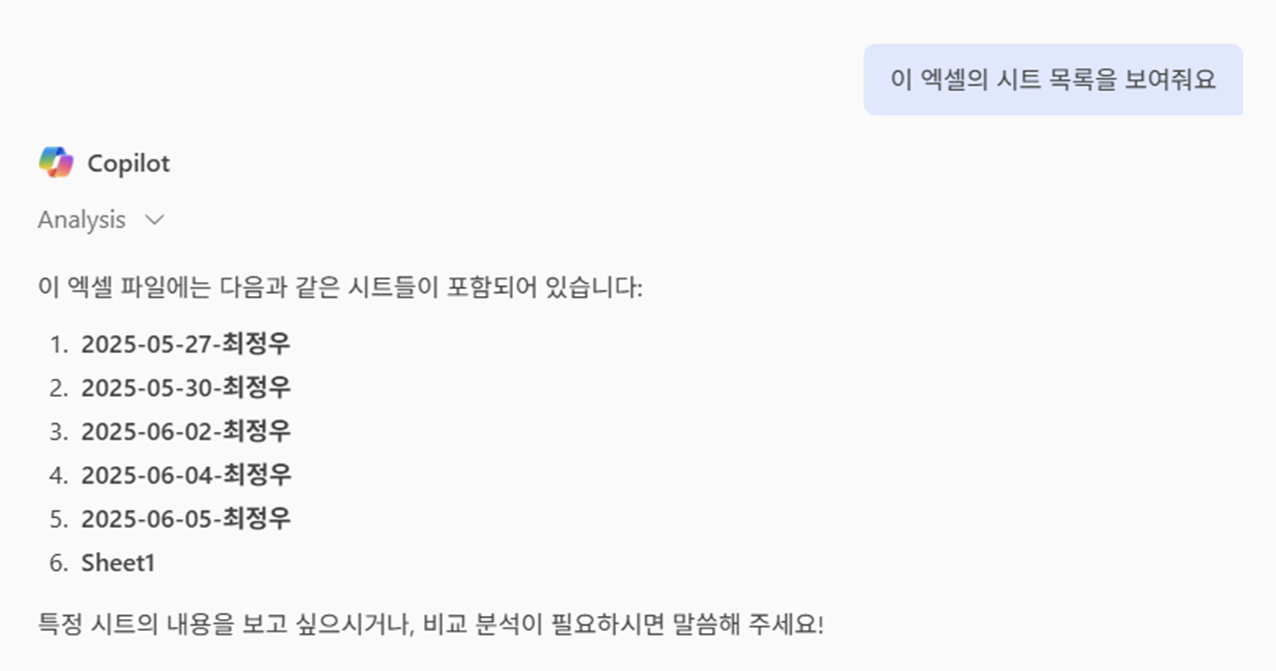 이 엑셀의 시트 목록을 보여줘요
Copilot
Analysis
이 엑셀 파일에는 다음과 같은 시트들이 포함되어 있습니다:
1. 2025-05-27-최정우
2. 2025-05-30-최정우
3. 2025-06-02-최정우
4. 2025-06-04-최정우
5. 2025-06-05-최정우
6. Sheet1
특정 시트의 내용을 보고 싶으시거나, 비교 분석이 필요하시면 말씀해 주세요!